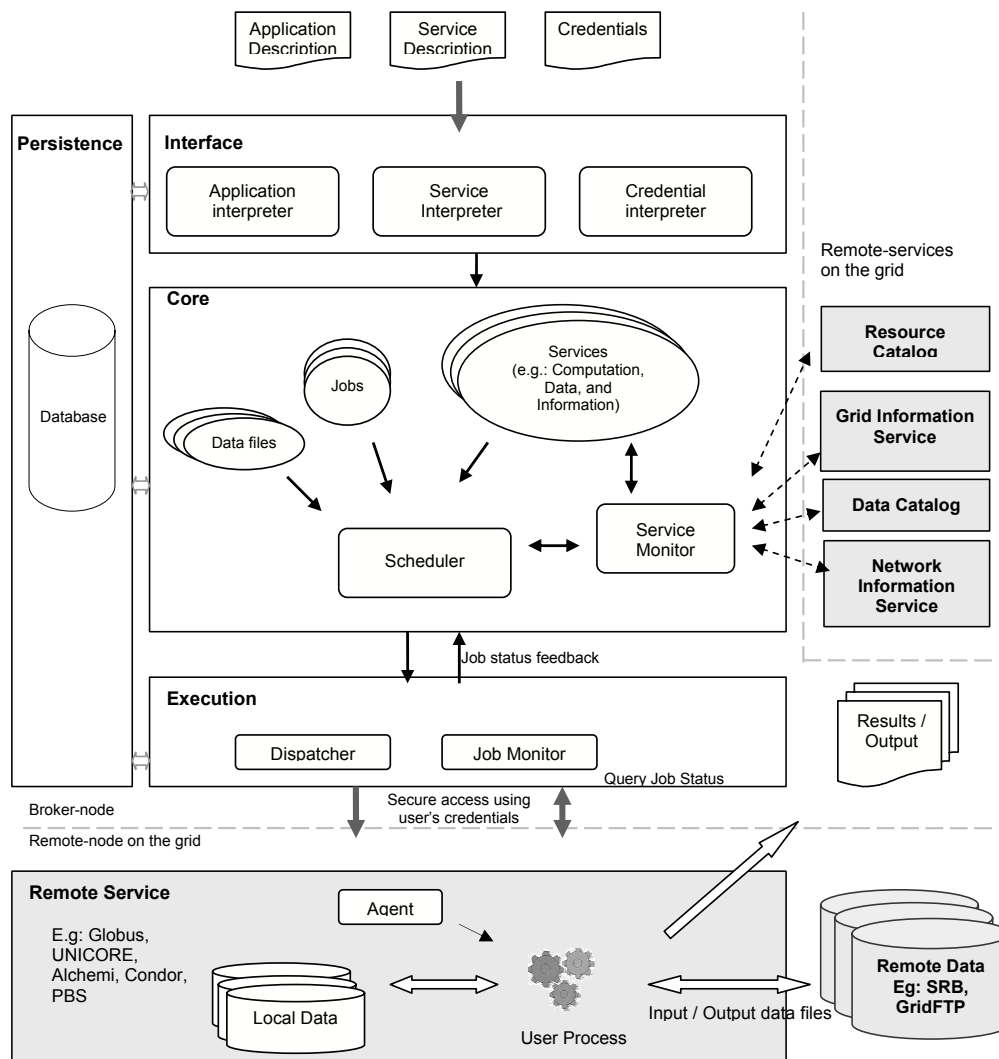 Application
Description
Service
Description
Credentials
Persistence
Interface
Application
interpreter
Service
Interpreter
Credential
interpreter
Remote-services
on the grid
Core
Services
(e.g.: Computation,
Data, and
Information)
Jobs
Data files
Database
Scheduler
Service
Monitor
Resource
Catalog
Grid Information
Service
Data Catalog
Network
Information
Service
Job status feedback
Execution
Dispatcher
Job Monitor
Query Job Status
Results /
Output
Broker-node
Secure access using
user's credentials
Remote-node on the grid
Remote Service
E.g: Globus,
UNICORE,
Alchemi, Condor,
PBS
Agent
Local Data
User Process
Input / Output data files
Remote Data
Eg: SRB,
GridFTP